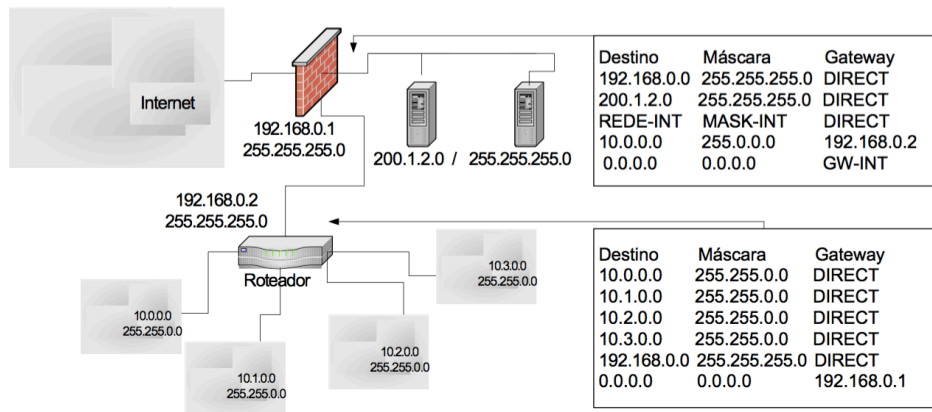 Internet
192.168.0.1
255.255.255.0
200.1.2.0 / 255.255.255.0
Destino Máscara Gateway
192.168.0.0 255.255.255.0 DIRECT
200.1.2.0 255.255.255.0 DIRECT
REDE-INT MASK-INT DIRECT
10.0.0.0 255.0.0.0 192.168.0.2
0.0.0.0 0.0.0.0 GW-INT
192.168.0.2
255.255.255.0
Roteador
10.0.0.0
255.255.0.0
10.1.0.0
255.255.0.0
10.2.0.0
255.255.0.0
10.3.0.0
255.255.0.0
Destino Máscara Gateway
10.0.0.0 255.255.0.0 DIRECT
10.1.0.0 255.255.0.0 DIRECT
10.2.0.0 255.255.0.0 DIRECT
10.3.0.0 255.255.0.0 DIRECT
192.168.0.0 255.255.255.0 DIRECT
0.0.0.0 0.0.0.0 192.168.0.1